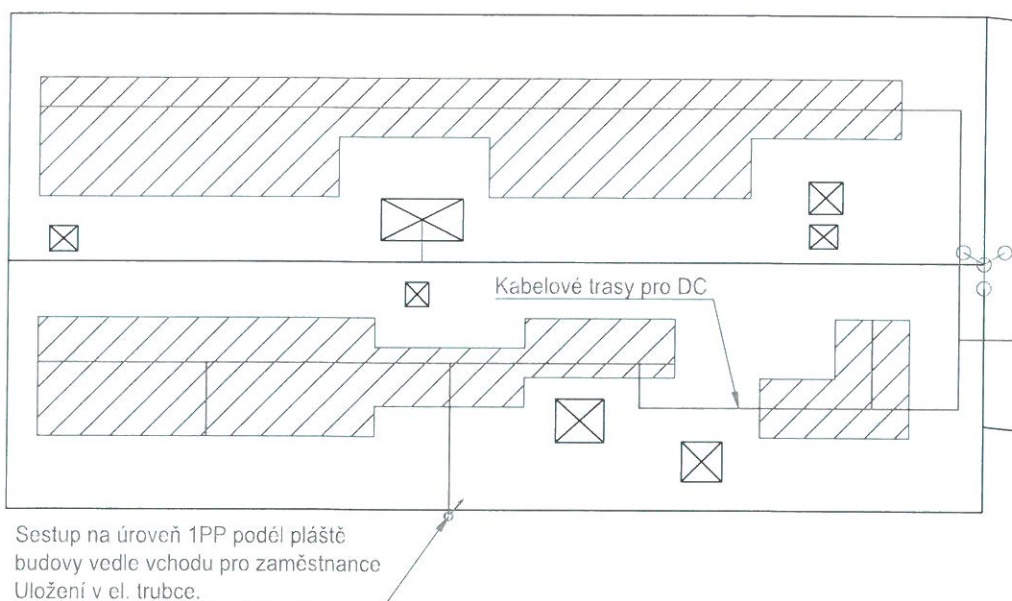 Kabelové trasy pro DC
Sestup na úroveň 1PP podél pláště
budovy vedle vchodu pro zaměstnance
Uložení v el. trubce.